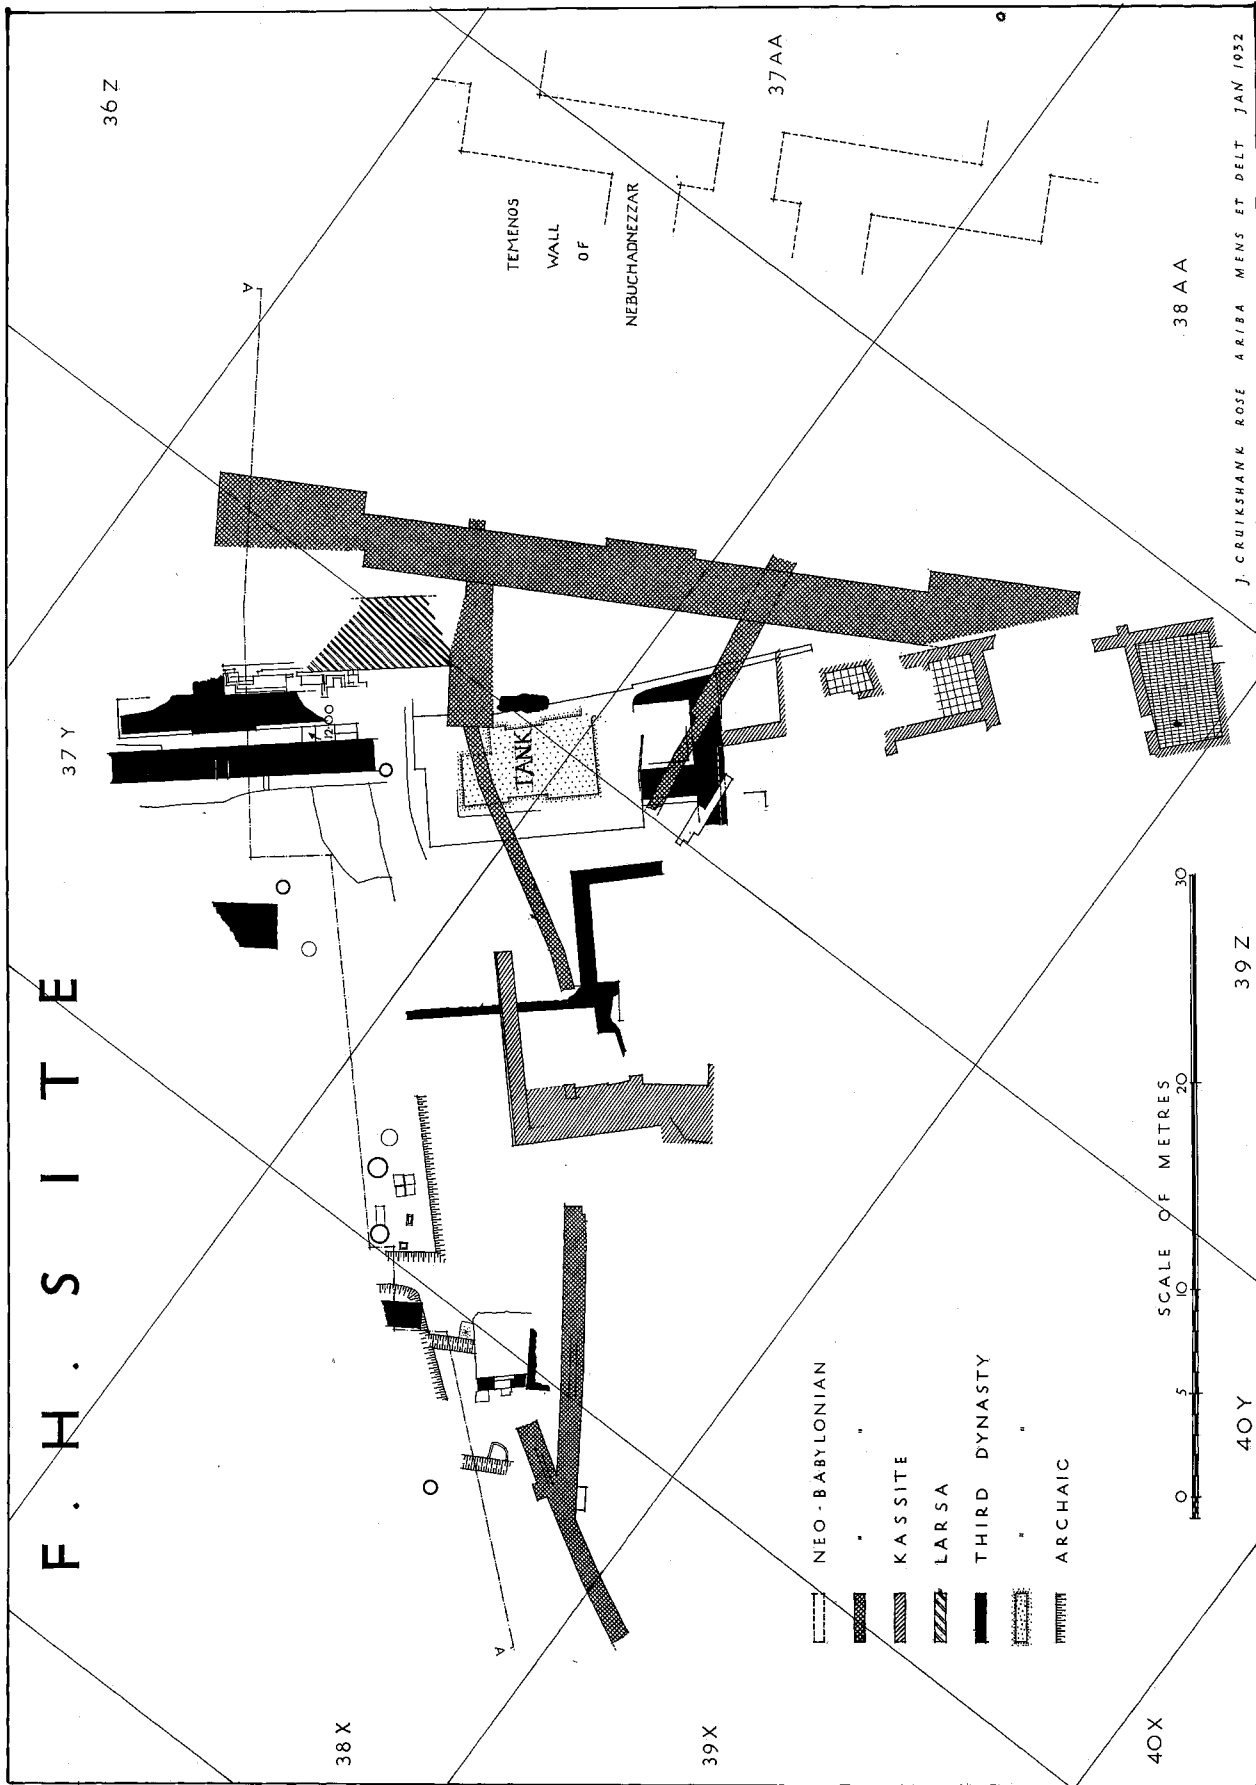 F. H. SITE
36 Z
37 Y
37 AA
38 X
38 AA
39 X
39 Z
40 X
40 Y
A
A
TEMENOS
WALL
OF
NEBUCHADNEZZAR
1200
TANK
NEO-BABYLONIAN
" "
KASSITE
LARSA
THIRD DYNASTY
" "
ARCHAIC
SCALE OF METRES
0 5 10 20 30
J. CRUIKSHANK ROSE ARIBA MENS ET DELT JAN 1932